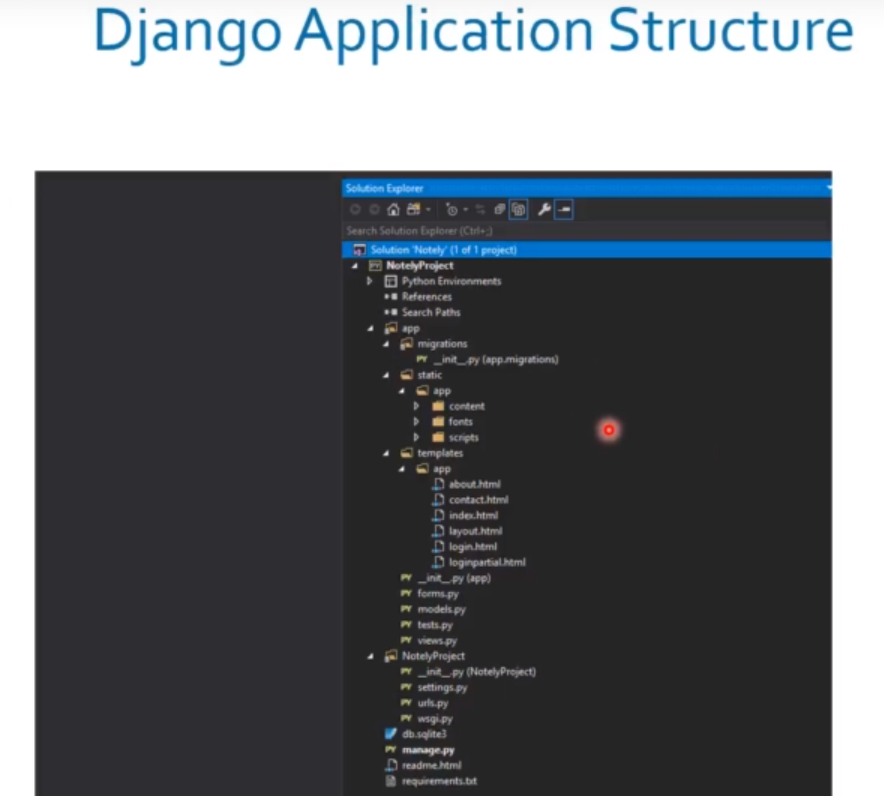 Django Application Structure
Solution Explorer
Search Solution Explorer (Ctrl+;)
Solution 'Notely' (1 of 1 project)
NotelyProject
Python Environments
References
Search Paths
app
migrations
__init__.py (app.migrations)
static
app
content
fonts
scripts
templates
app
about.html
contact.html
index.html
layout.html
login.html
loginpartial.html
__init__.py (app)
forms.py
models.py
tests.py
views.py
NotelyProject
__init__.py (NotelyProject)
settings.py
urls.py
wsgi.py
db.sqlite3
manage.py
readme.html
requirements.txt